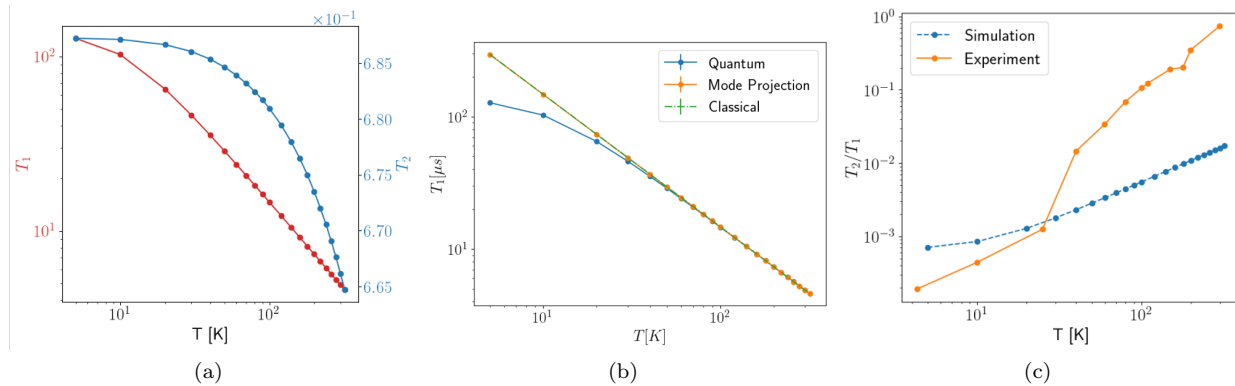 ×10⁻¹
10²
10¹
T₁
6.85
6.80
6.75
6.70
6.65
T₂
10¹
10²
T [K]
(a)
Quantum
Mode Projection
Classical
10²
10¹
T₁[μs]
10¹
10²
T[K]
(b)
Simulation
Experiment
10⁰
10⁻¹
10⁻²
10⁻³
T₂/T₁
10¹
10²
T [K]
(c)